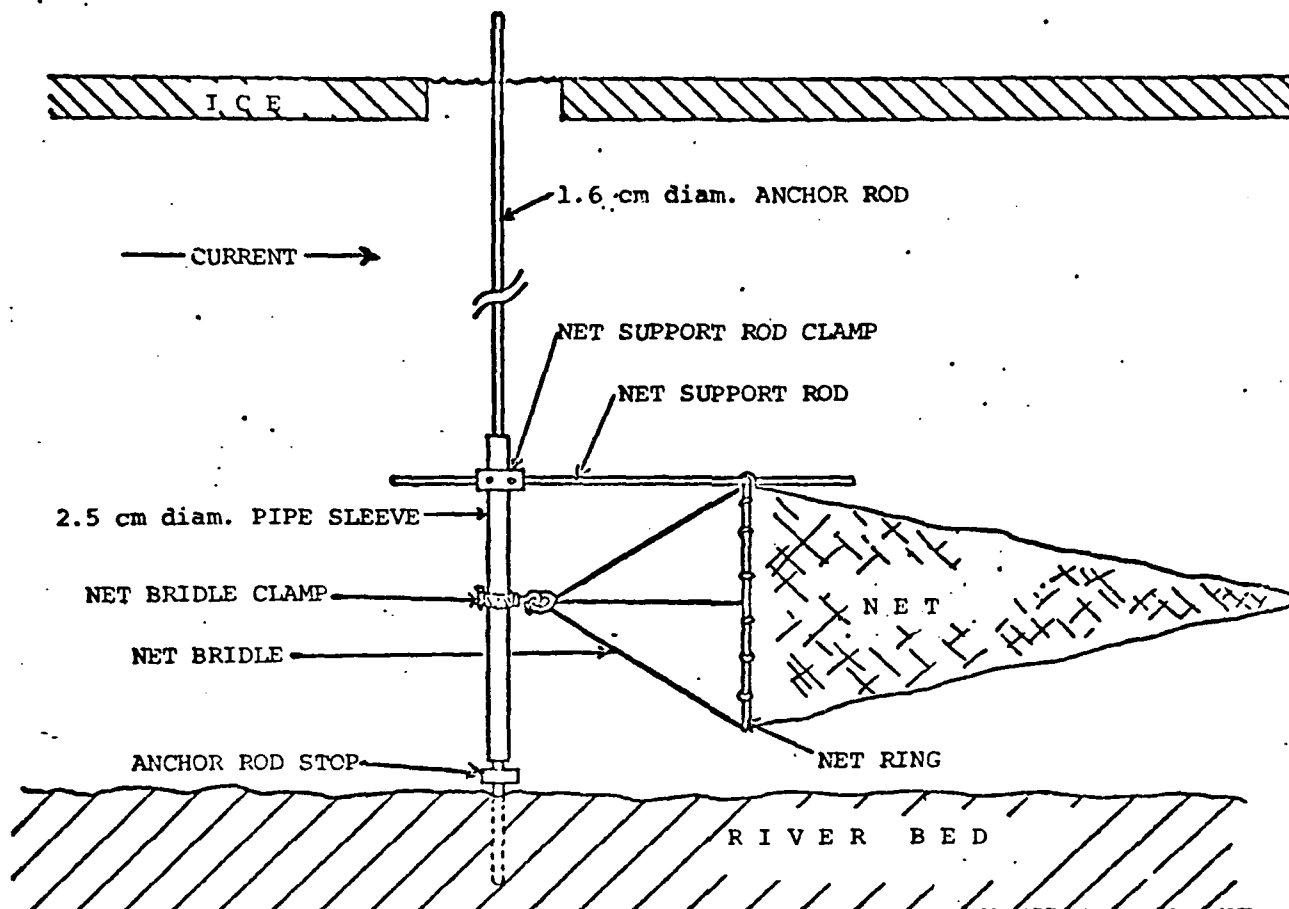 ICE
1.6 cm diam. ANCHOR ROD
CURRENT
NET SUPPORT ROD CLAMP
NET SUPPORT ROD
2.5 cm diam. PIPE SLEEVE
NET BRIDLE CLAMP
NET
NET BRIDLE
ANCHOR ROD STOP
NET RING
RIVER BED